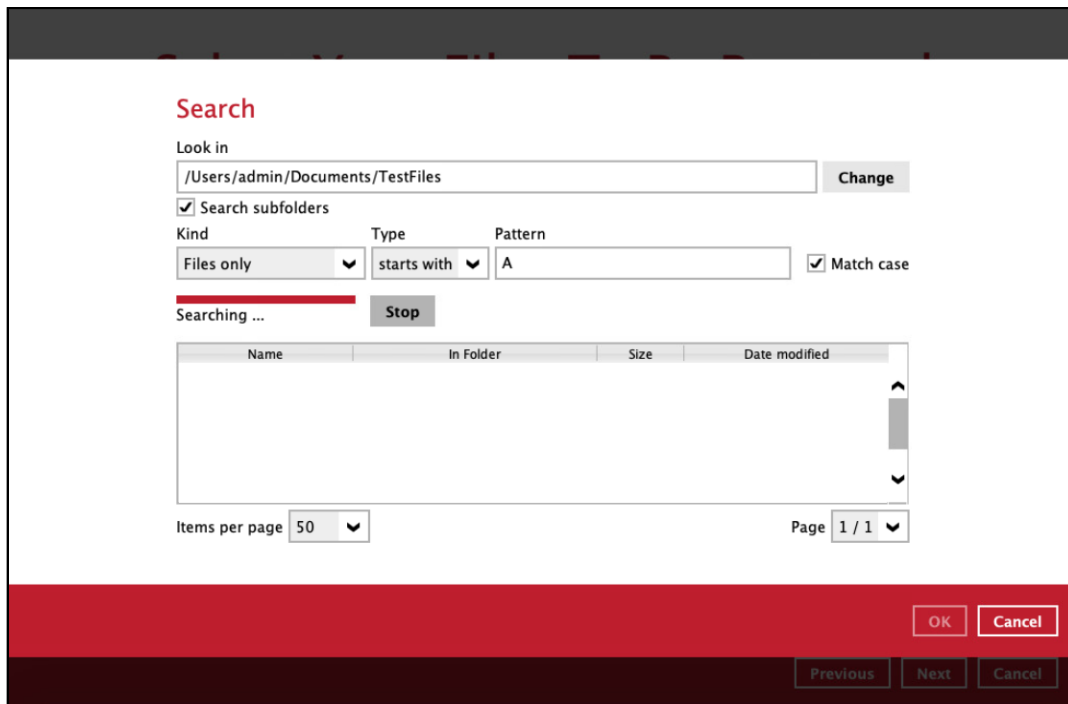 Search
Look in
/Users/admin/Documents/TestFiles Change
Search subfolders
Kind Type Pattern
Files only starts with A Match case
Searching ... Stop
Name In Folder Size Date modified
Items per page 50 Page 1 / 1
OK Cancel
Previous Next Cancel